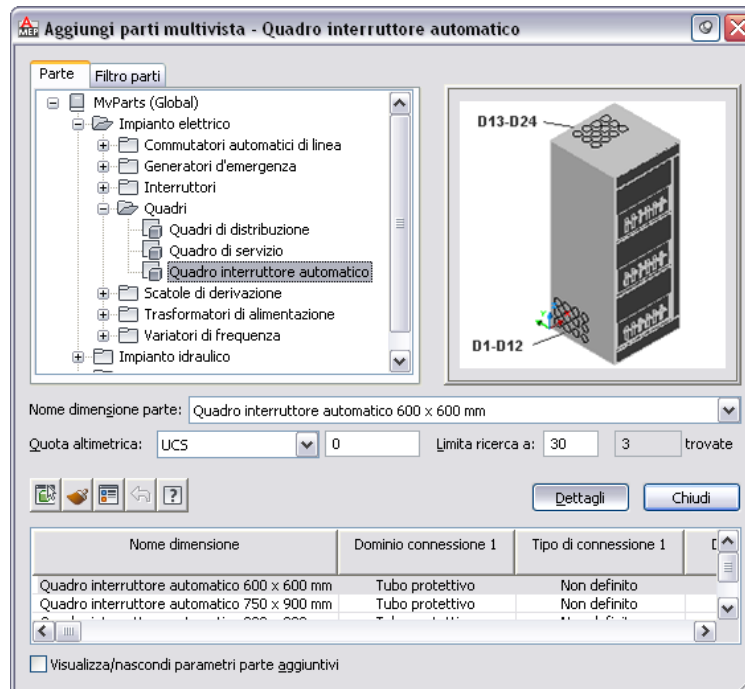 Aggiungi parti multivista - Quadro interruttore automatico
Parte
Filtro parti
MvParts (Global)
Impianto elettrico
Commutatori automatici di linea
Generatori d'emergenza
Interruttori
Quadri
Quadri di distribuzione
Quadro di servizio
Quadro interruttore automatico
Scatole di derivazione
Trasformatori di alimentazione
Variatori di frequenza
Impianto idraulico
D13-D24
D1-D12
Nome dimensione parte: Quadro interruttore automatico 600 x 600 mm
Quota altimetrica: UCS 0 Limita ricerca a: 30 3 trovate
Dettagli Chiudi
Nome dimensione Dominio connessione 1 Tipo di connessione 1
Quadro interruttore automatico 600 x 600 mm Tubo protettivo Non definito
Quadro interruttore automatico 750 x 900 mm Tubo protettivo Non definito
Visualizza/nascondi parametri parte aggiuntivi